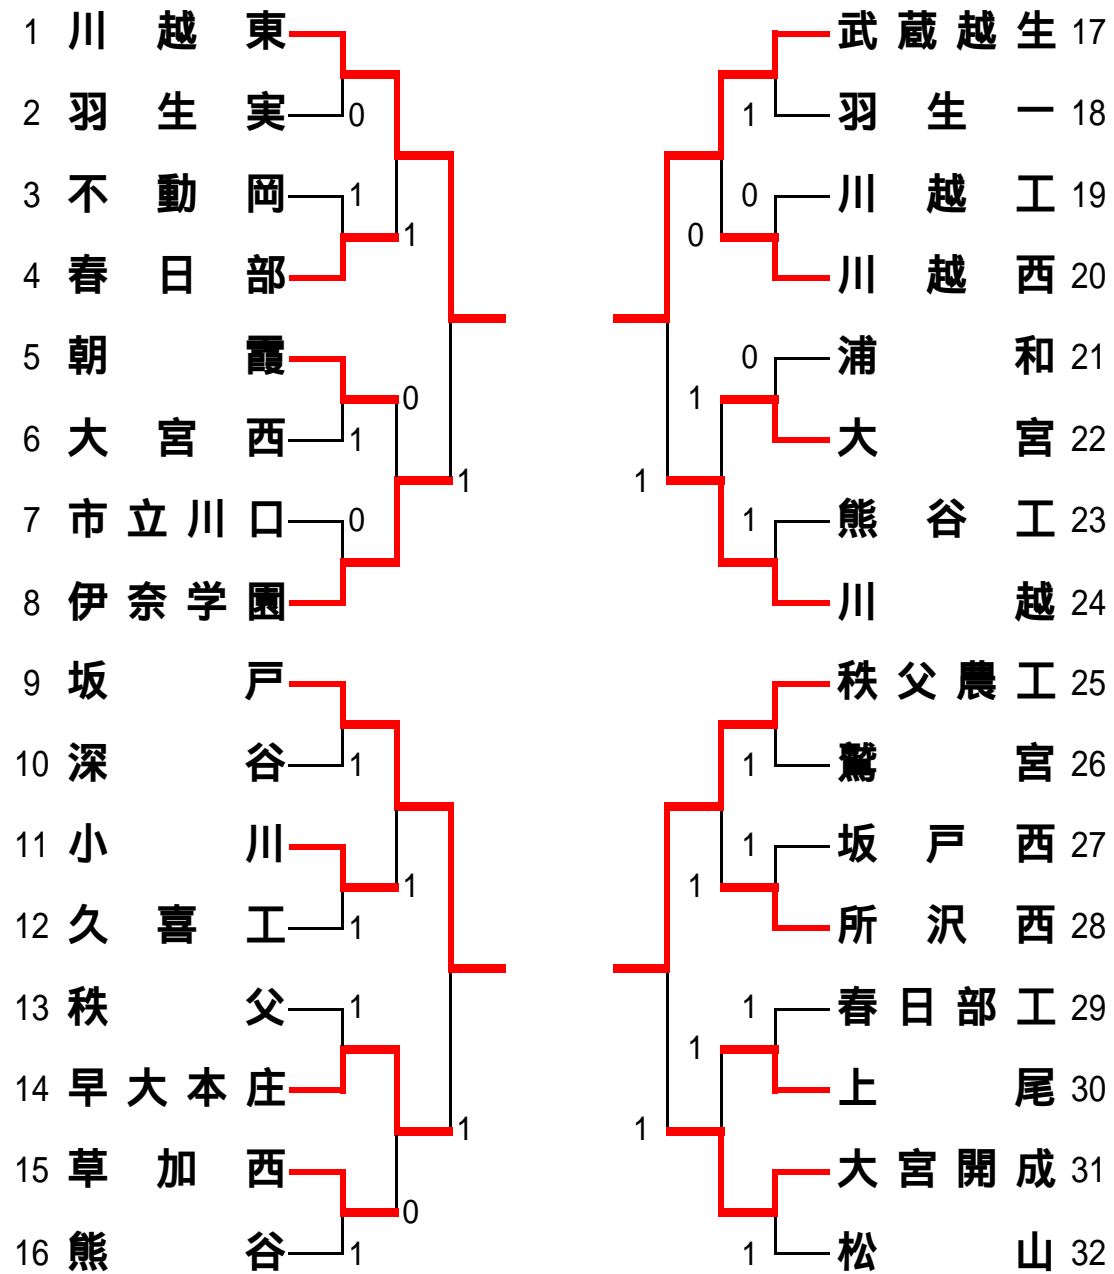 1 川越東
2 羽生実
0
3 不動岡
1
1
4 春日部
5 朝霞
0
6 大宮西
1
1
7 市立川口
0
8 伊奈学園
9 坂戸
10 深谷
1
11 小川
1
12 久喜工
1
13 秩父
1
14 早大本庄
1
15 草加西
0
16 熊谷
1
武蔵越生 17
1
羽生一 18
0
川越工 19
0
川越西 20
0
浦和 21
1
大宮 22
1
1
熊谷工 23
川越 24
秩父農工 25
1
鷲宮 26
1
坂戸西 27
1
所沢西 28
1
春日部工 29
1
上尾 30
1
大宮開成 31
1
松山 32